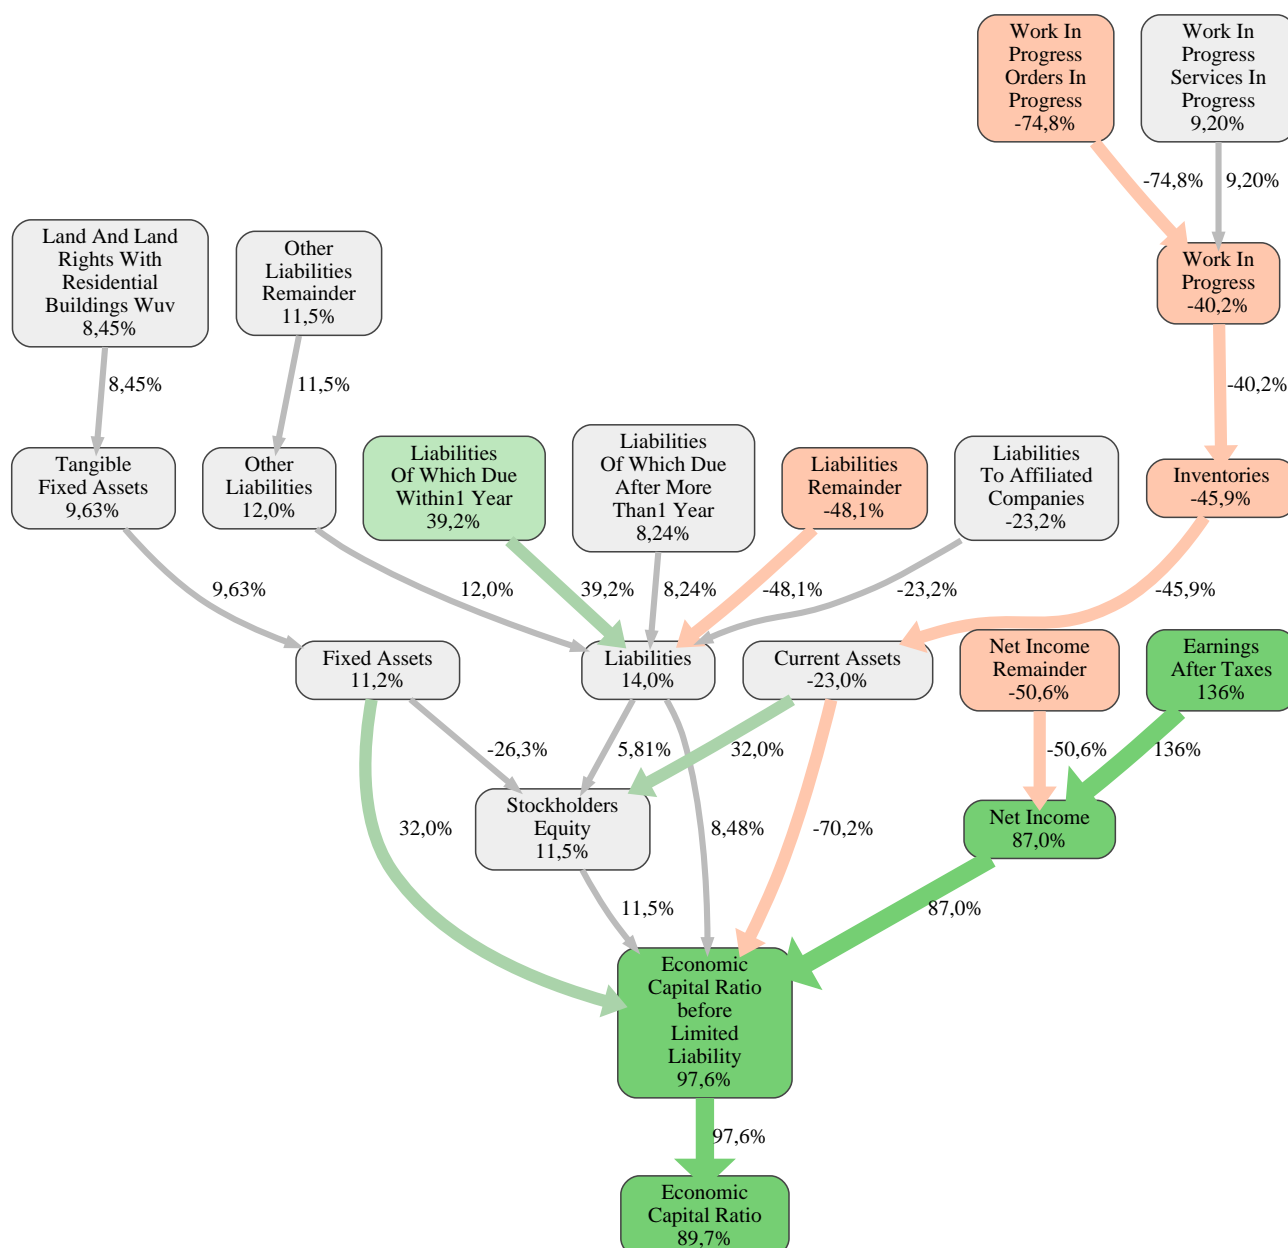 Work In
Progress
Orders In
Progress
-74,8%
Work In
Progress
Services In
Progress
9,20%
-74,8%
9,20%
Land And Land
Rights With
Residential
Buildings Wuv
8,45%
Other
Liabilities
Remainder
11,5%
Work In
Progress
-40,2%
8,45%
11,5%
-40,2%
Tangible
Fixed Assets
9,63%
Other
Liabilities
12,0%
Liabilities
Of Which Due
Within1 Year
39,2%
Liabilities
Of Which Due
After More
Than1 Year
8,24%
Liabilities
Remainder
-48,1%
Liabilities
To Affiliated
Companies
-23,2%
Inventories
-45,9%
9,63%
12,0%
39,2%
8,24%
-48,1%
-23,2%
-45,9%
Fixed Assets
11,2%
Liabilities
14,0%
Current Assets
-23,0%
Net Income
Remainder
-50,6%
Earnings
After Taxes
136%
-26,3%
5,81%
32,0%
-50,6%
136%
Stockholders
Equity
11,5%
Net Income
87,0%
32,0%
8,48%
-70,2%
11,5%
87,0%
Economic
Capital Ratio
before
Limited
Liability
97,6%
97,6%
Economic
Capital Ratio
89,7%